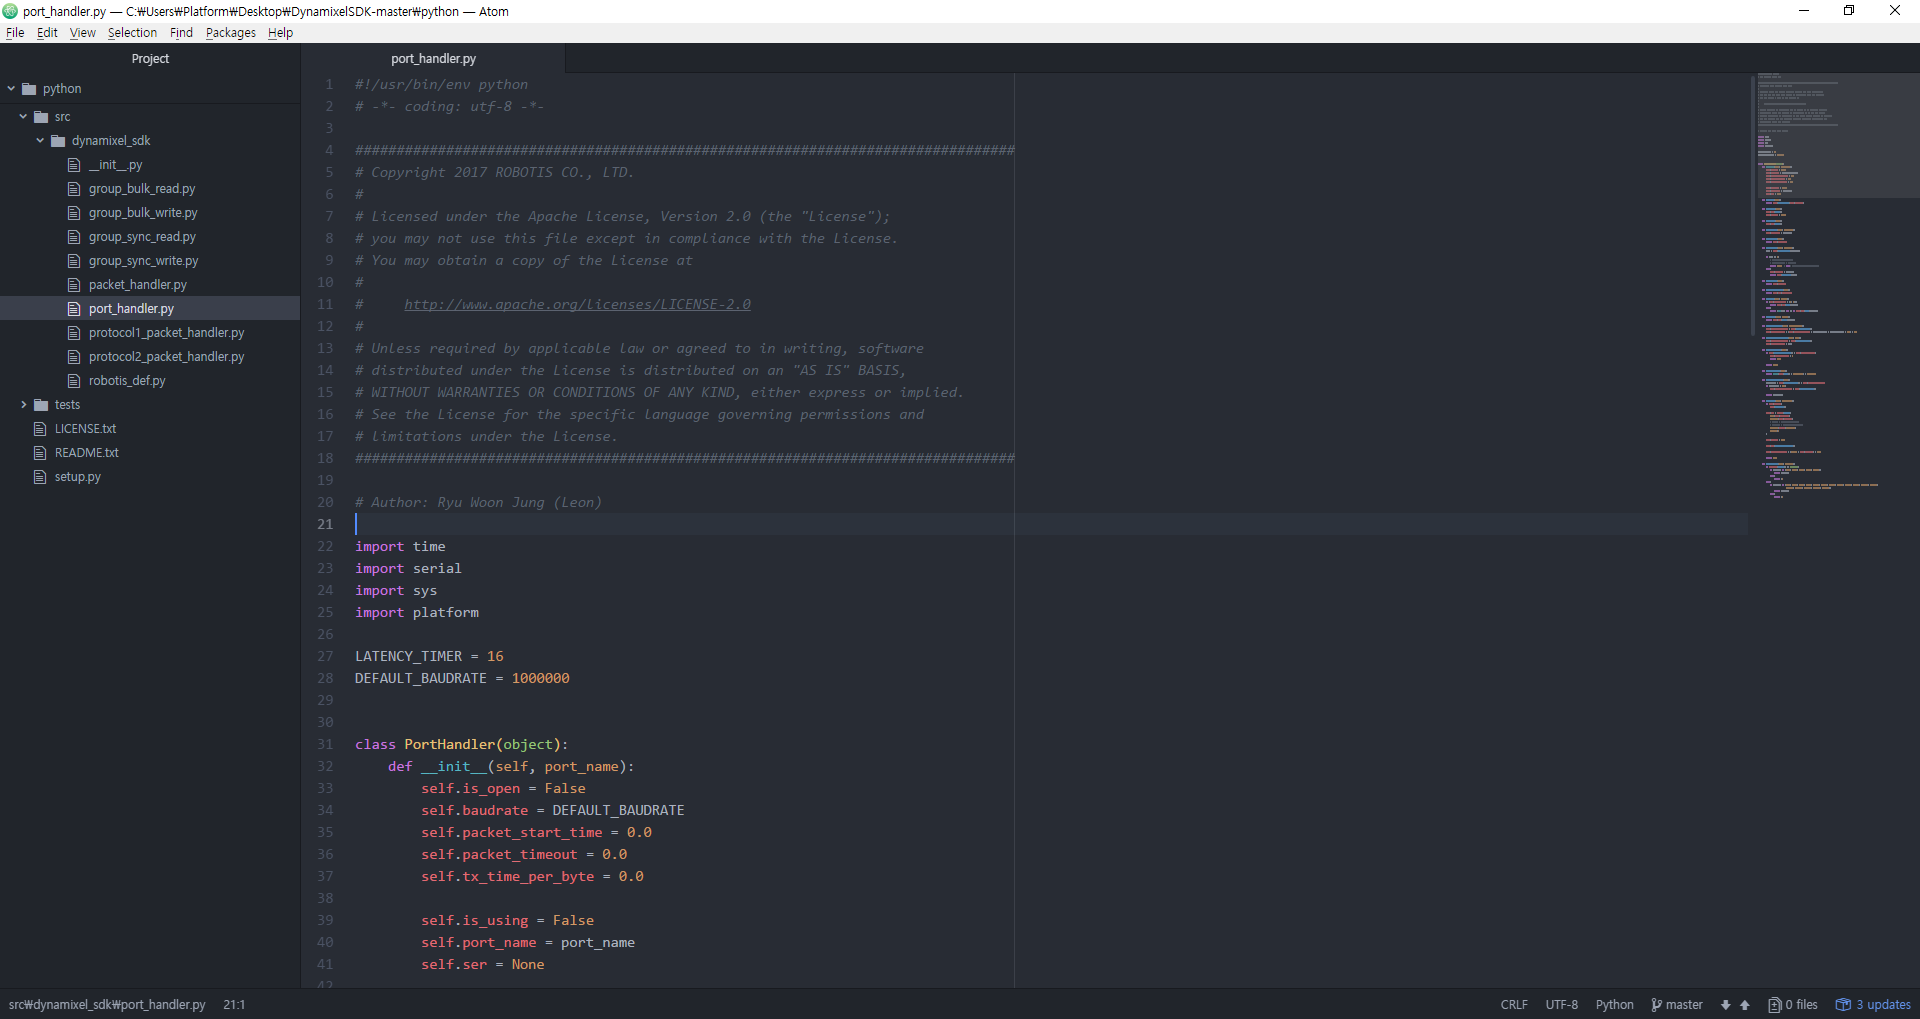 port_handler.py — C:₩Users₩Platform₩Desktop₩DynamixelSDK-master₩python — Atom
File Edit View Selection Find Packages Help
Project
python
src
dynamixel_sdk
__init__.py
group_bulk_read.py
group_bulk_write.py
group_sync_read.py
group_sync_write.py
packet_handler.py
port_handler.py
protocol1_packet_handler.py
protocol2_packet_handler.py
robotis_def.py
tests
LICENSE.txt
README.txt
setup.py
port_handler.py
1 #!/usr/bin/env python
2 # -*- coding: utf-8 -*-
3
4 ################################################################################
5 # Copyright 2017 ROBOTIS CO., LTD.
6 #
7 # Licensed under the Apache License, Version 2.0 (the "License");
8 # you may not use this file except in compliance with the License.
9 # You may obtain a copy of the License at
10 #
11 #     http://www.apache.org/licenses/LICENSE-2.0
12 #
13 # Unless required by applicable law or agreed to in writing, software
14 # distributed under the License is distributed on an "AS IS" BASIS,
15 # WITHOUT WARRANTIES OR CONDITIONS OF ANY KIND, either express or implied.
16 # See the License for the specific language governing permissions and
17 # limitations under the License.
18 ################################################################################
19
20 # Author: Ryu Woon Jung (Leon)
21
22 import time
23 import serial
24 import sys
25 import platform
26
27 LATENCY_TIMER = 16
28 DEFAULT_BAUDRATE = 1000000
29
30
31 class PortHandler(object):
32     def __init__(self, port_name):
33         self.is_open = False
34         self.baudrate = DEFAULT_BAUDRATE
35         self.packet_start_time = 0.0
36         self.packet_timeout = 0.0
37         self.tx_time_per_byte = 0.0
38
39         self.is_using = False
40         self.port_name = port_name
41         self.ser = None
42
src₩dynamixel_sdk₩port_handler.py 21:1 CRLF UTF-8 Python master 0 files 3 updates